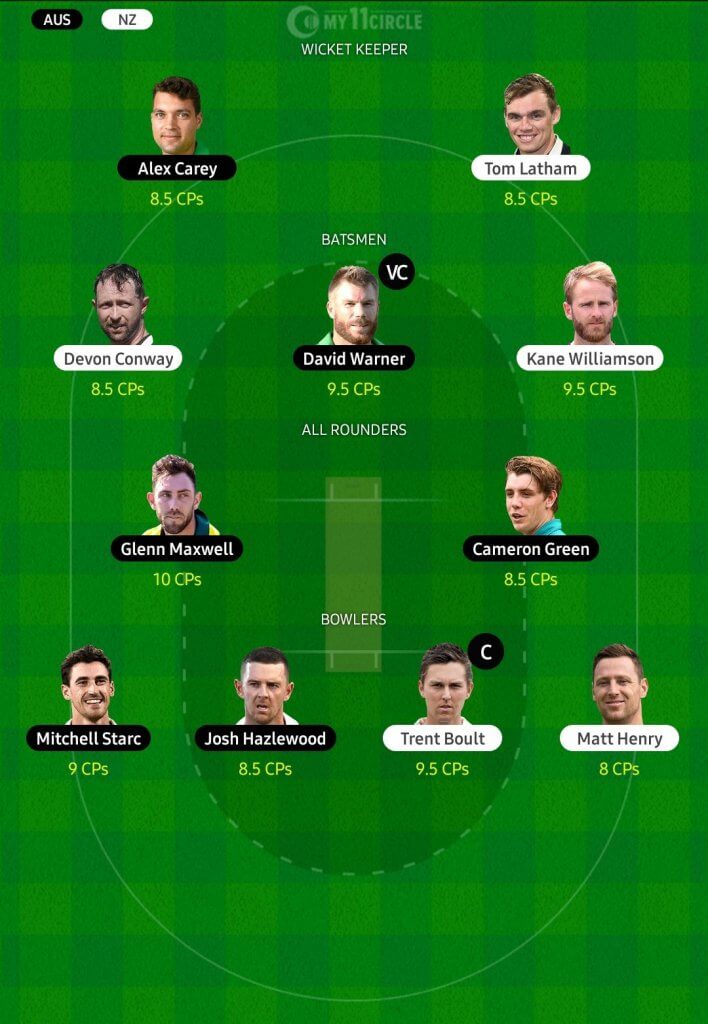 AUS
NZ
MY11CIRCLE
WICKET KEEPER
Alex Carey
Tom Latham
8.5 CPs
8.5 CPs
BATSMEN
VC
Devon Conway
David Warner
Kane Williamson
8.5 CPs
9.5 CPs
9.5 CPs
ALL ROUNDERS
Glenn Maxwell
Cameron Green
10 CPs
8.5 CPs
BOWLERS
C
Mitchell Starc
Josh Hazlewood
Trent Boult
Matt Henry
9 CPs
8.5 CPs
9.5 CPs
8 CPs